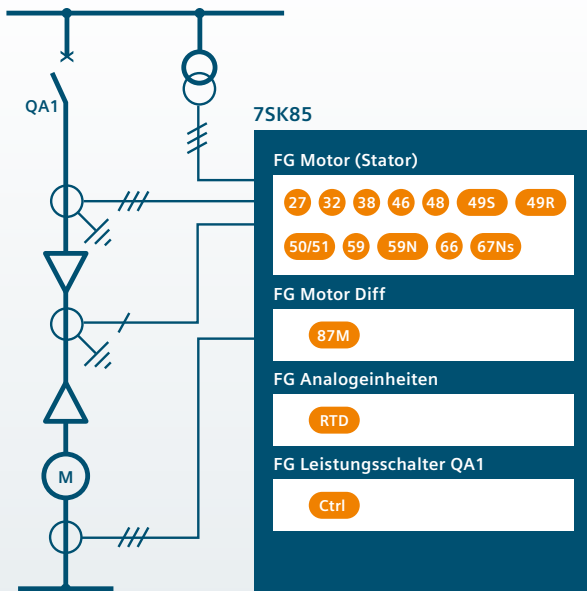 QA1
7SK85
FG Motor (Stator)
27 32 38 46 48 49S 49R
50/51 59 59N 66 67Ns
FG Motor Diff
87M
FG Analogeinheiten
RTD
M
FG Leistungsschalter QA1
Ctrl